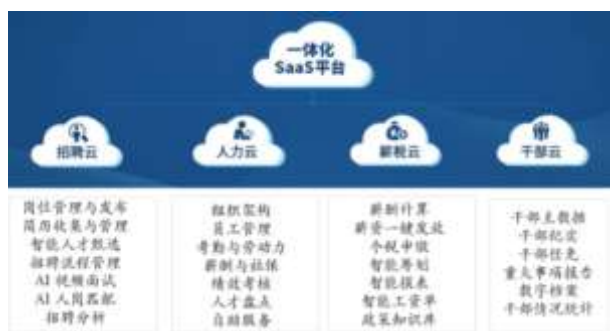 一体化
SaaS平台
招聘云
人力云
薪税云
干部云
岗位管理与发布
简历收集与管理
智能人才甄选
招聘流程管理
AI 视频面试
AI 人岗匹配
招聘分析
组织架构
员工管理
考勤与劳动力
薪酬与社保
绩效考核
人才盘点
自助服务
薪酬计算
薪资一键发放
个税申报
智能筹划
智能报表
智能工资单
政策知识库
干部主数据
干部纪实
干部任免
重大事项报告
数字档案
干部情况统计